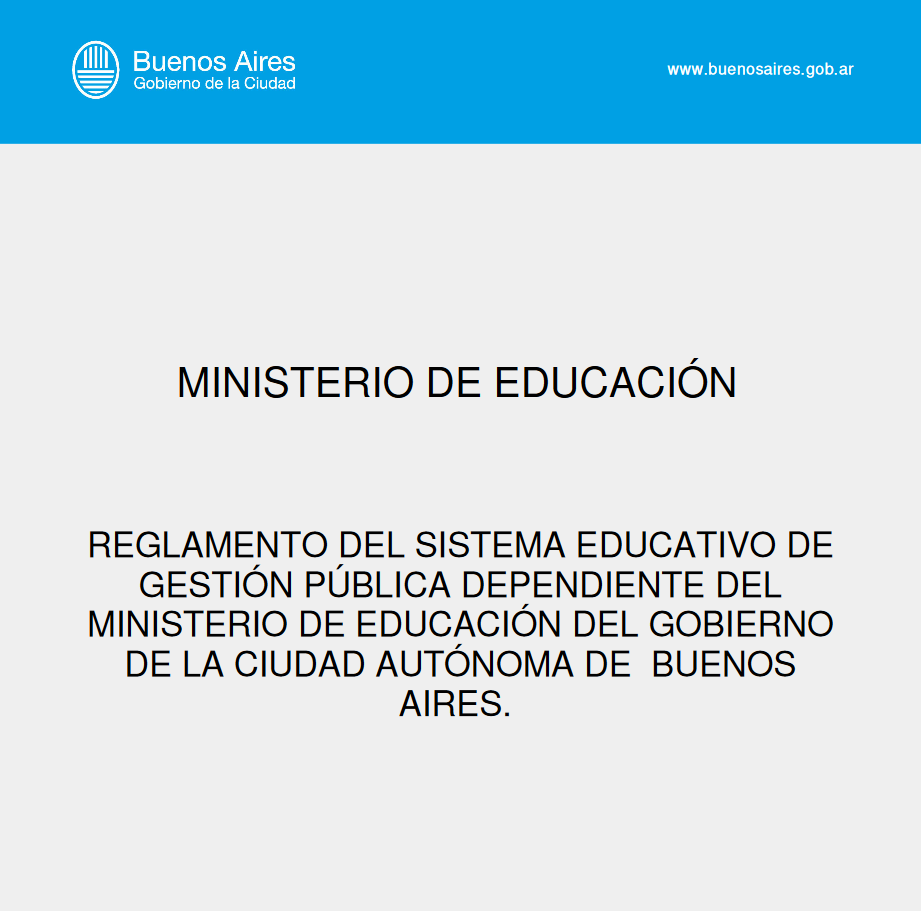 Buenos Aires
Gobierno de la Ciudad
www.buenosaires.gob.ar
MINISTERIO DE EDUCACIÓN
REGLAMENTO DEL SISTEMA EDUCATIVO DE
GESTIÓN PÚBLICA DEPENDIENTE DEL
MINISTERIO DE EDUCACIÓN DEL GOBIERNO
DE LA CIUDAD AUTÓNOMA DE  BUENOS
AIRES.